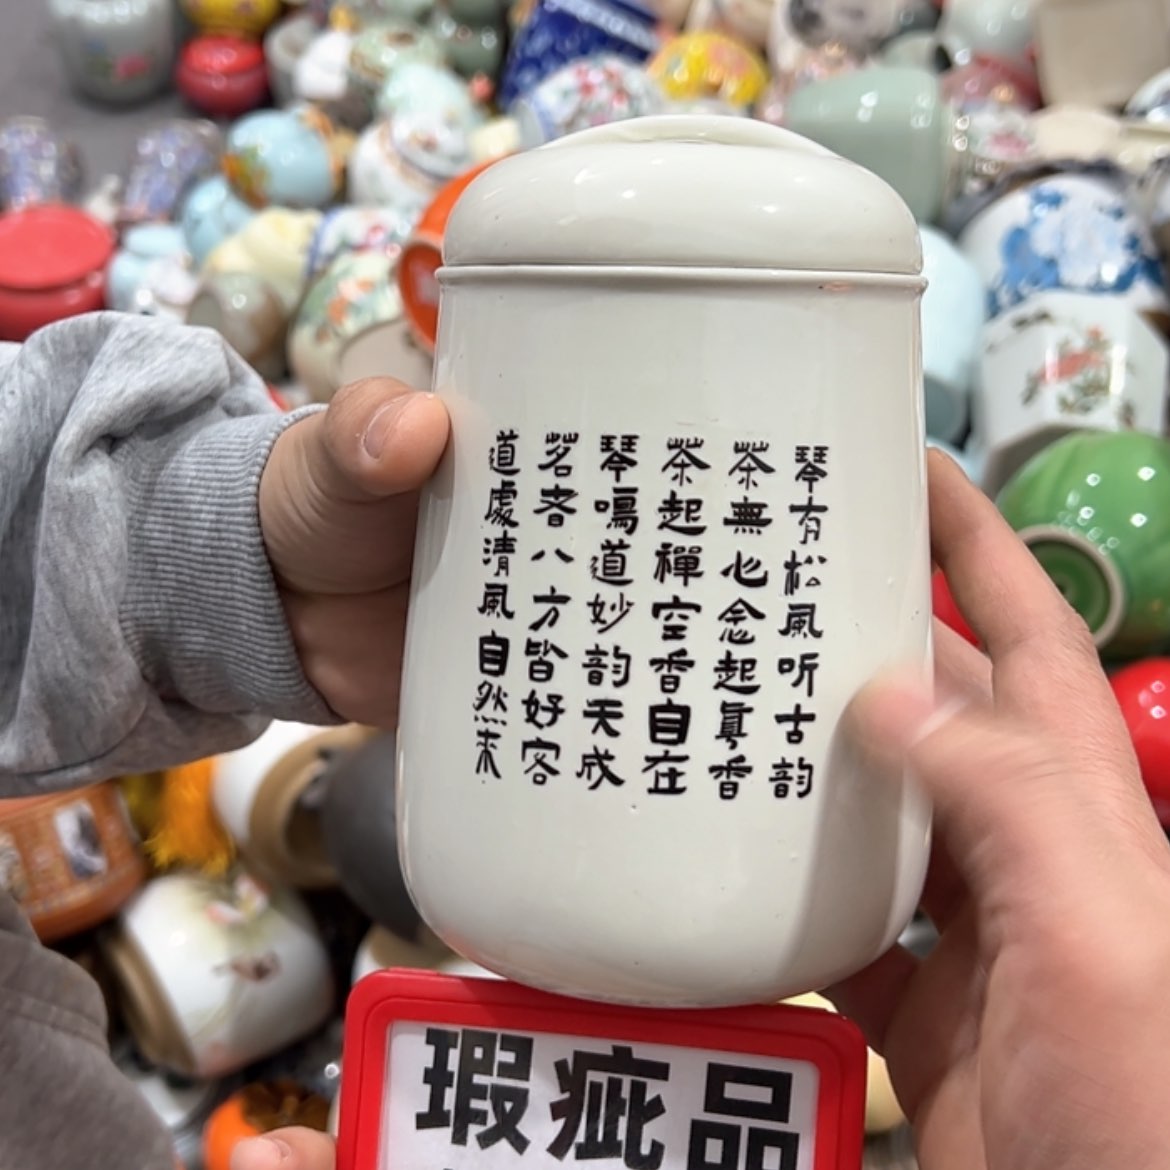 琴有松風听古韵
茶無心念起真香
茶起禪空香自在
琴鳴道妙韵天成
茗者八方皆好客
道處清風自然來
瑕疵品